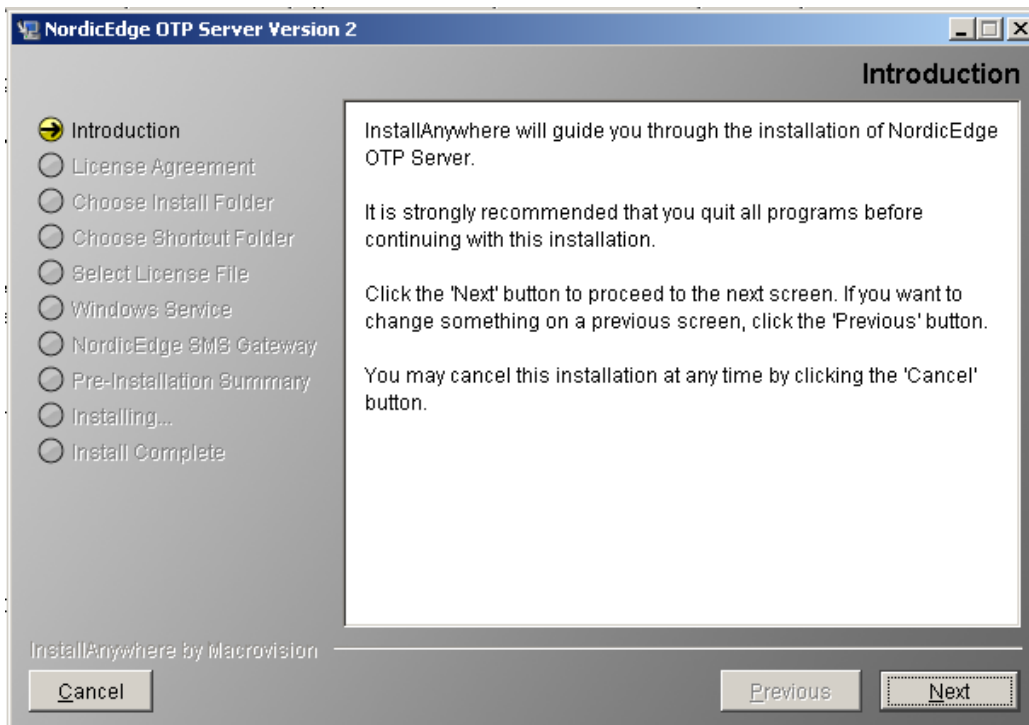 NordicEdge OTP Server Version 2
Introduction
Introduction
License Agreement
Choose Install Folder
Choose Shortcut Folder
Select License File
Windows Service
NordicEdge SMS Gateway
Pre-Installation Summary
Installing...
Install Complete
InstallAnywhere will guide you through the installation of NordicEdge
OTP Server.
It is strongly recommended that you quit all programs before
continuing with this installation.
Click the 'Next' button to proceed to the next screen. If you want to
change something on a previous screen, click the 'Previous' button.
You may cancel this installation at any time by clicking the 'Cancel'
button.
InstallAnywhere by Macrovision
Cancel
Previous
Next